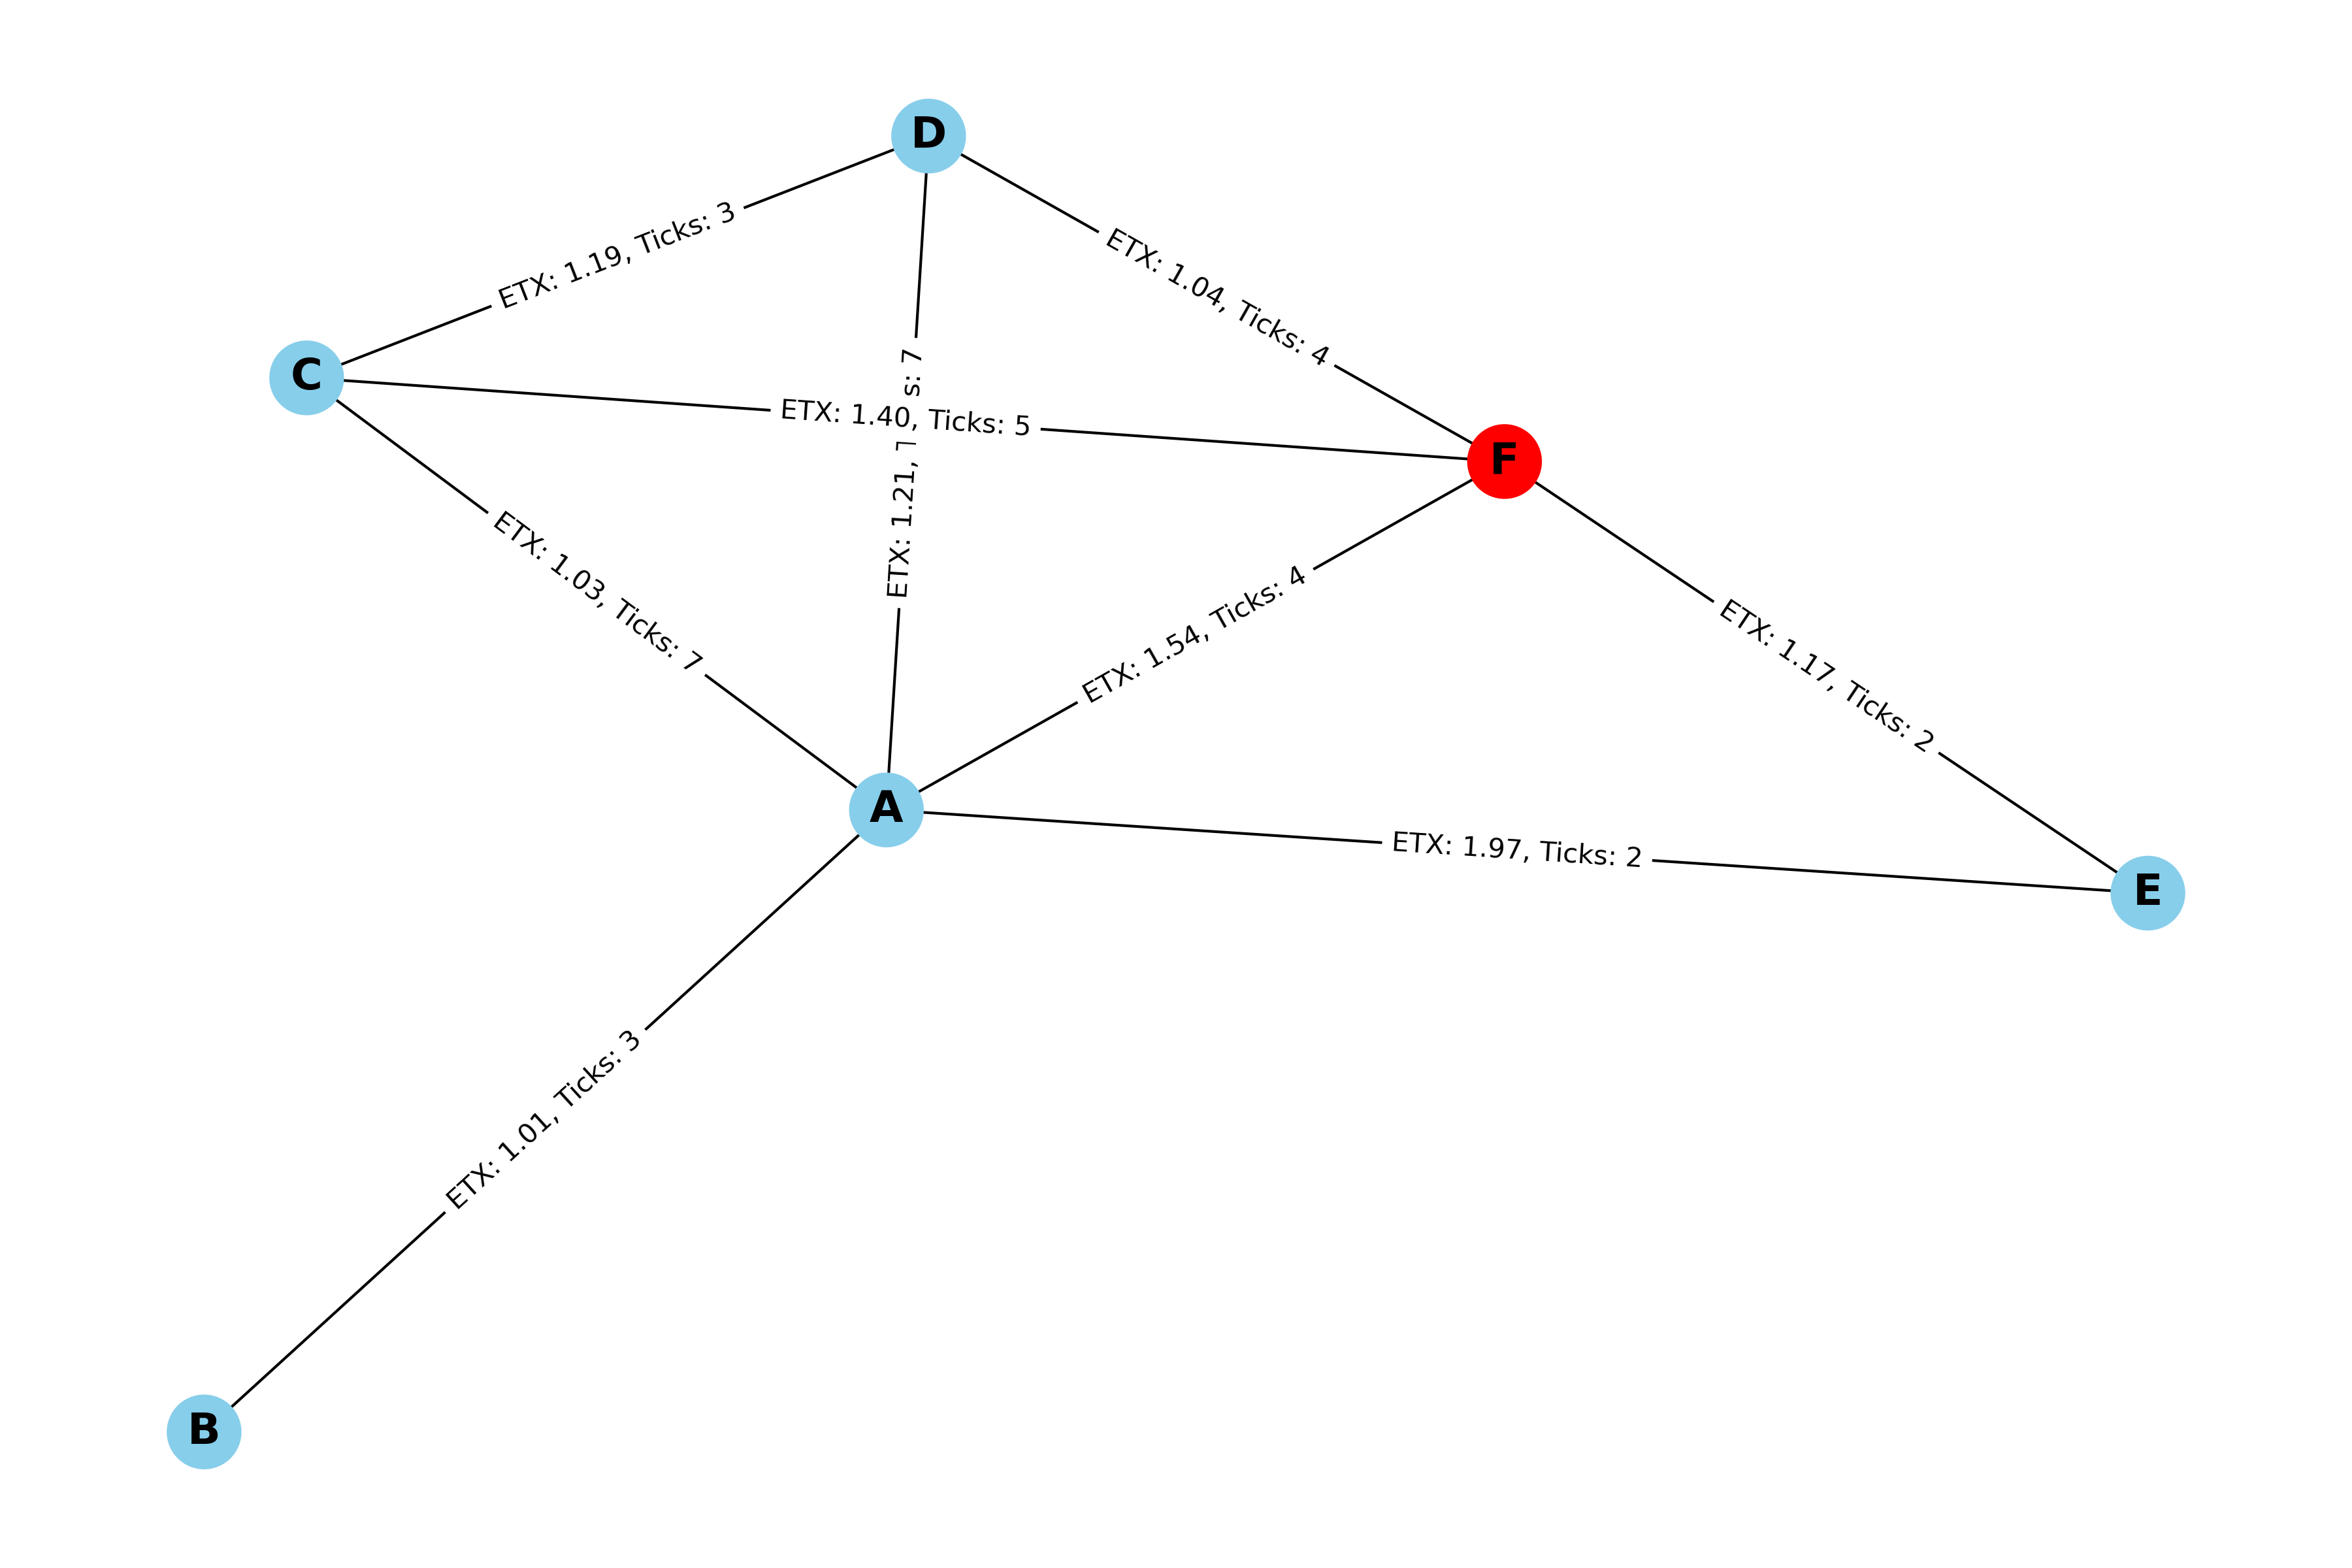 D
ETX: 1.19, Ticks: 3
ETX: 1.04, Ticks: 4
C
ETX: 1.40, Ticks: 5
ETX: 1.21, s: 7
F
ETX: 1.03, Ticks: 7
ETX: 1.54, Ticks: 4
ETX: 1.17, Ticks: 2
A
ETX: 1.97, Ticks: 2
E
ETX: 1.01, Ticks: 3
B